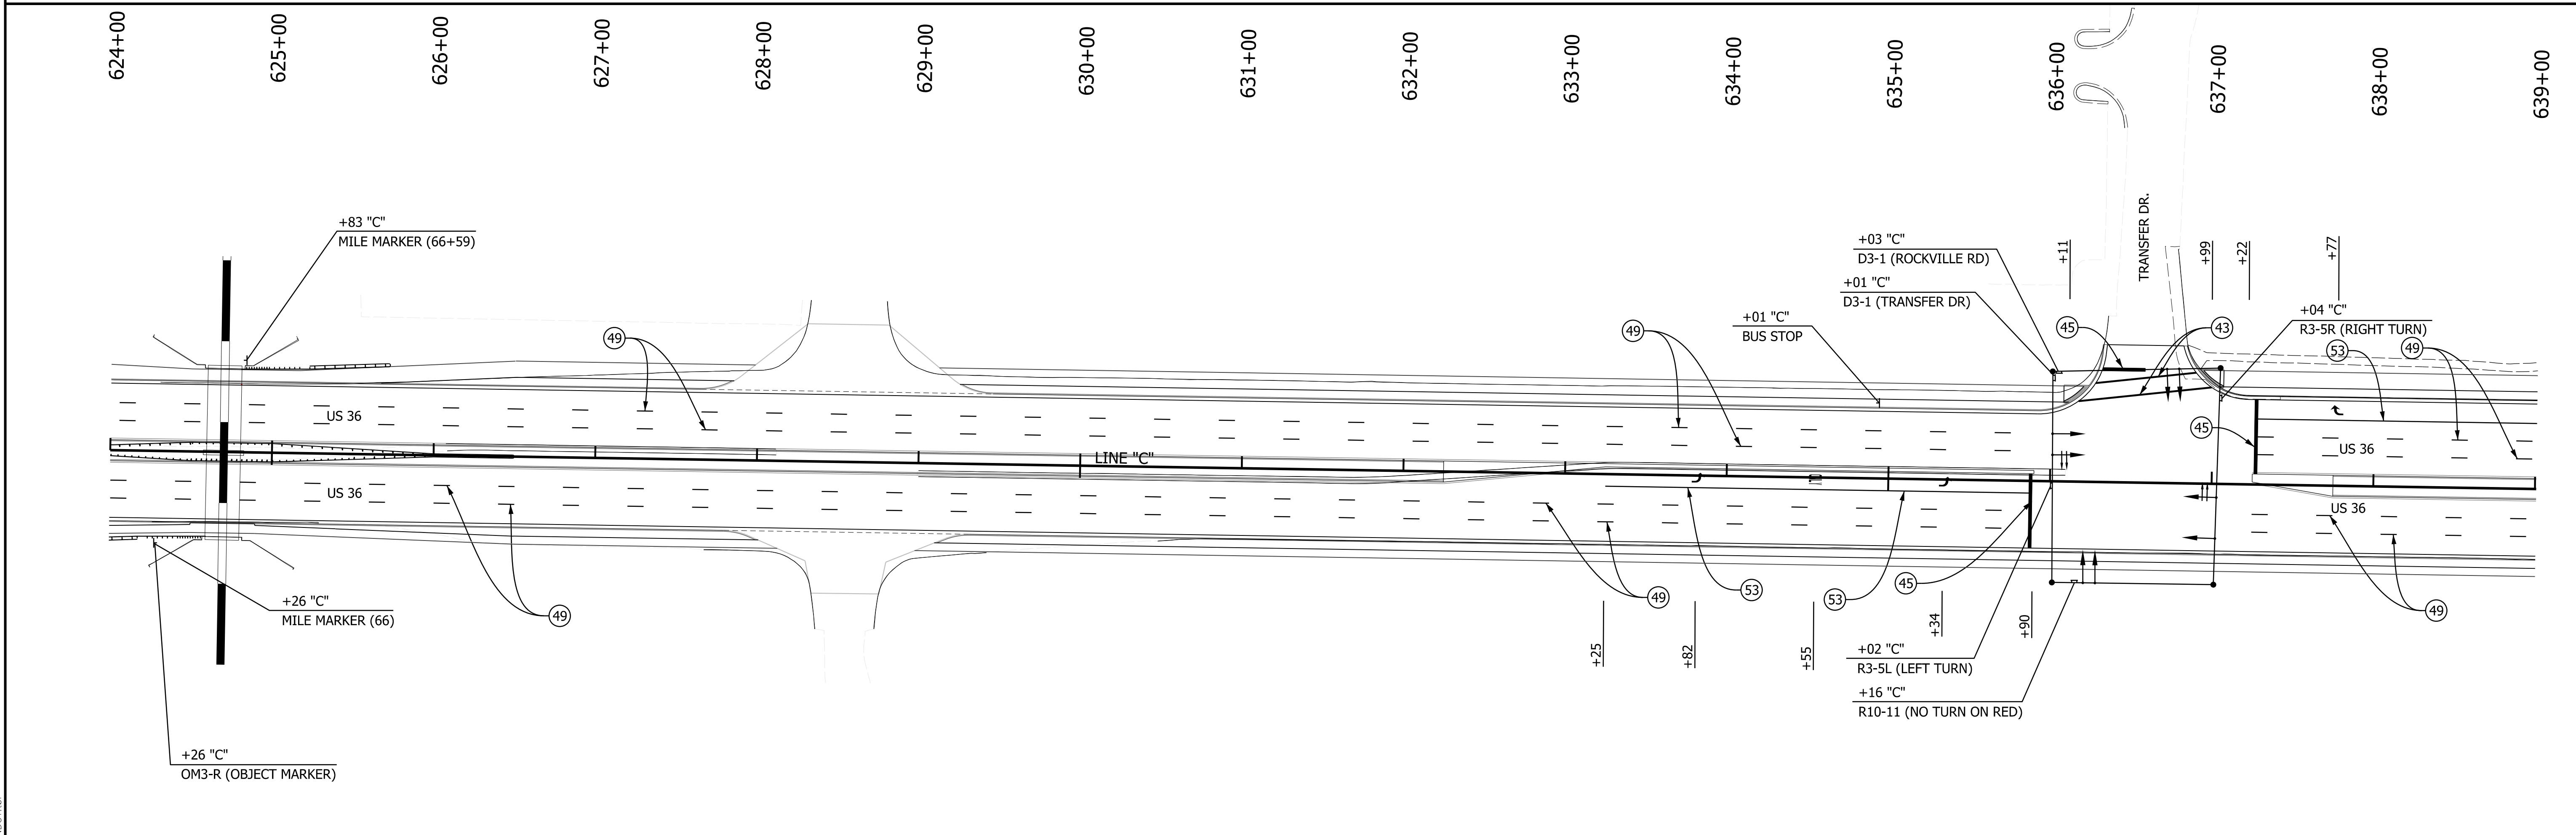 624+00
625+00
626+00
627+00
628+00
629+00
630+00
631+00
632+00
633+00
634+00
635+00
636+00
637+00
638+00
639+00
+83 "C"
MILE MARKER (66+59)
+03 "C"
D3-1 (ROCKVILLE RD)
+01 "C"
D3-1 (TRANSFER DR)
+01 "C"
BUS STOP
TRANSFER DR.
+11
+99
+22
+77
+04 "C"
R3-5R (RIGHT TURN)
49
49
45
43
53
49
45
US 36
US 36
LINE "C"
US 36
US 36
49
49
53
53
45
49
+25
+82
+55
+34
+90
+26 "C"
MILE MARKER (66)
+02 "C"
R3-5L (LEFT TURN)
+16 "C"
R10-11 (NO TURN ON RED)
+26 "C"
OM3-R (OBJECT MARKER)